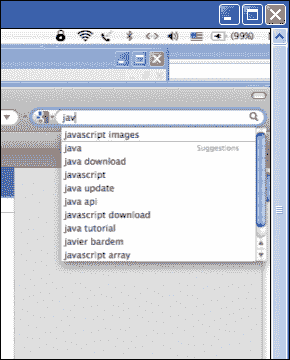 (99%)
jav
javascript images
java
Suggestions
java download
javascript
java update
java api
javascript download
java tutorial
javier bardem
javascript array